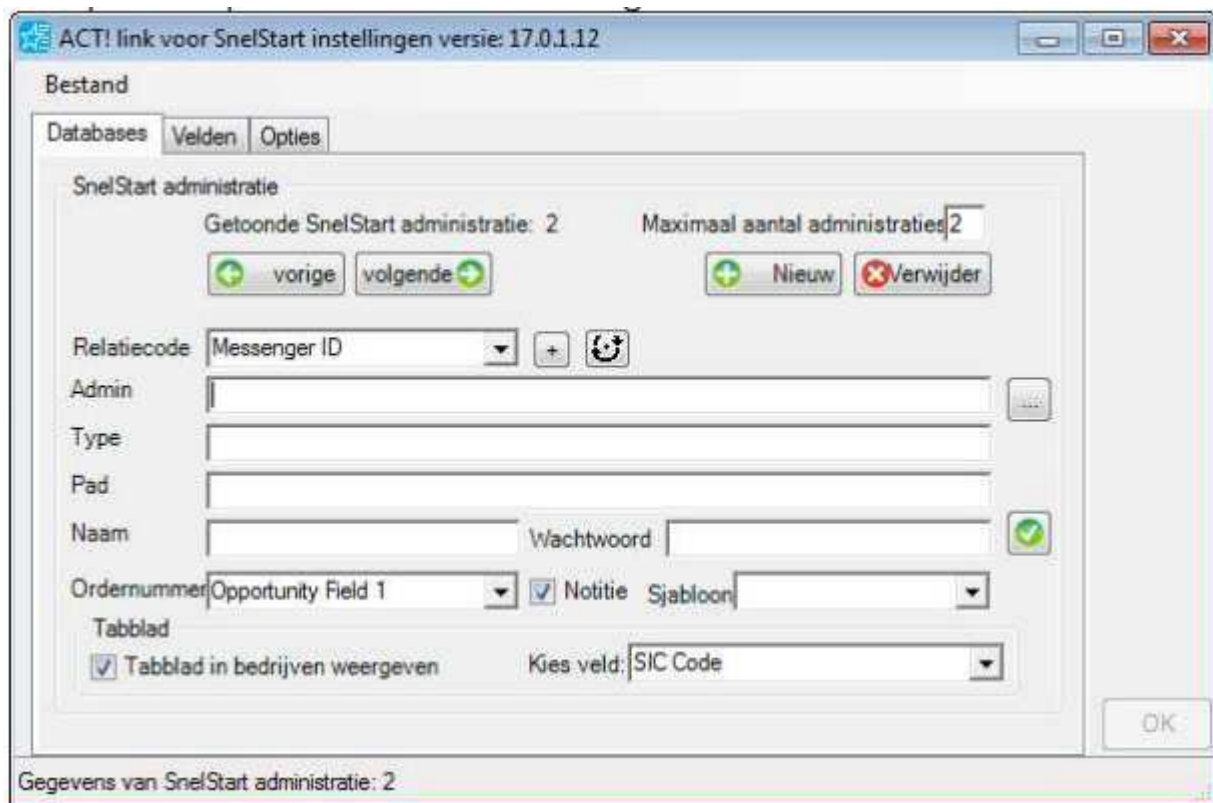 ACT! link voor SnelStart instellingen versie: 17.0.1.12
Bestand
Databases Velden Opties
SnelStart administratie
Getoonde SnelStart administratie: 2 Maximaal aantal administraties 2
vorige volgende Nieuw Verwijder
Relatiecode Messenger ID +
Admin ...
Type
Pad
Naam Wachtwoord
Ordernummer Opportunity Field 1 Notitie Sjabloon
Tabblad
Tabblad in bedrijven weergeven Kies veld: SIC Code
OK
Gegevens van SnelStart administratie: 2